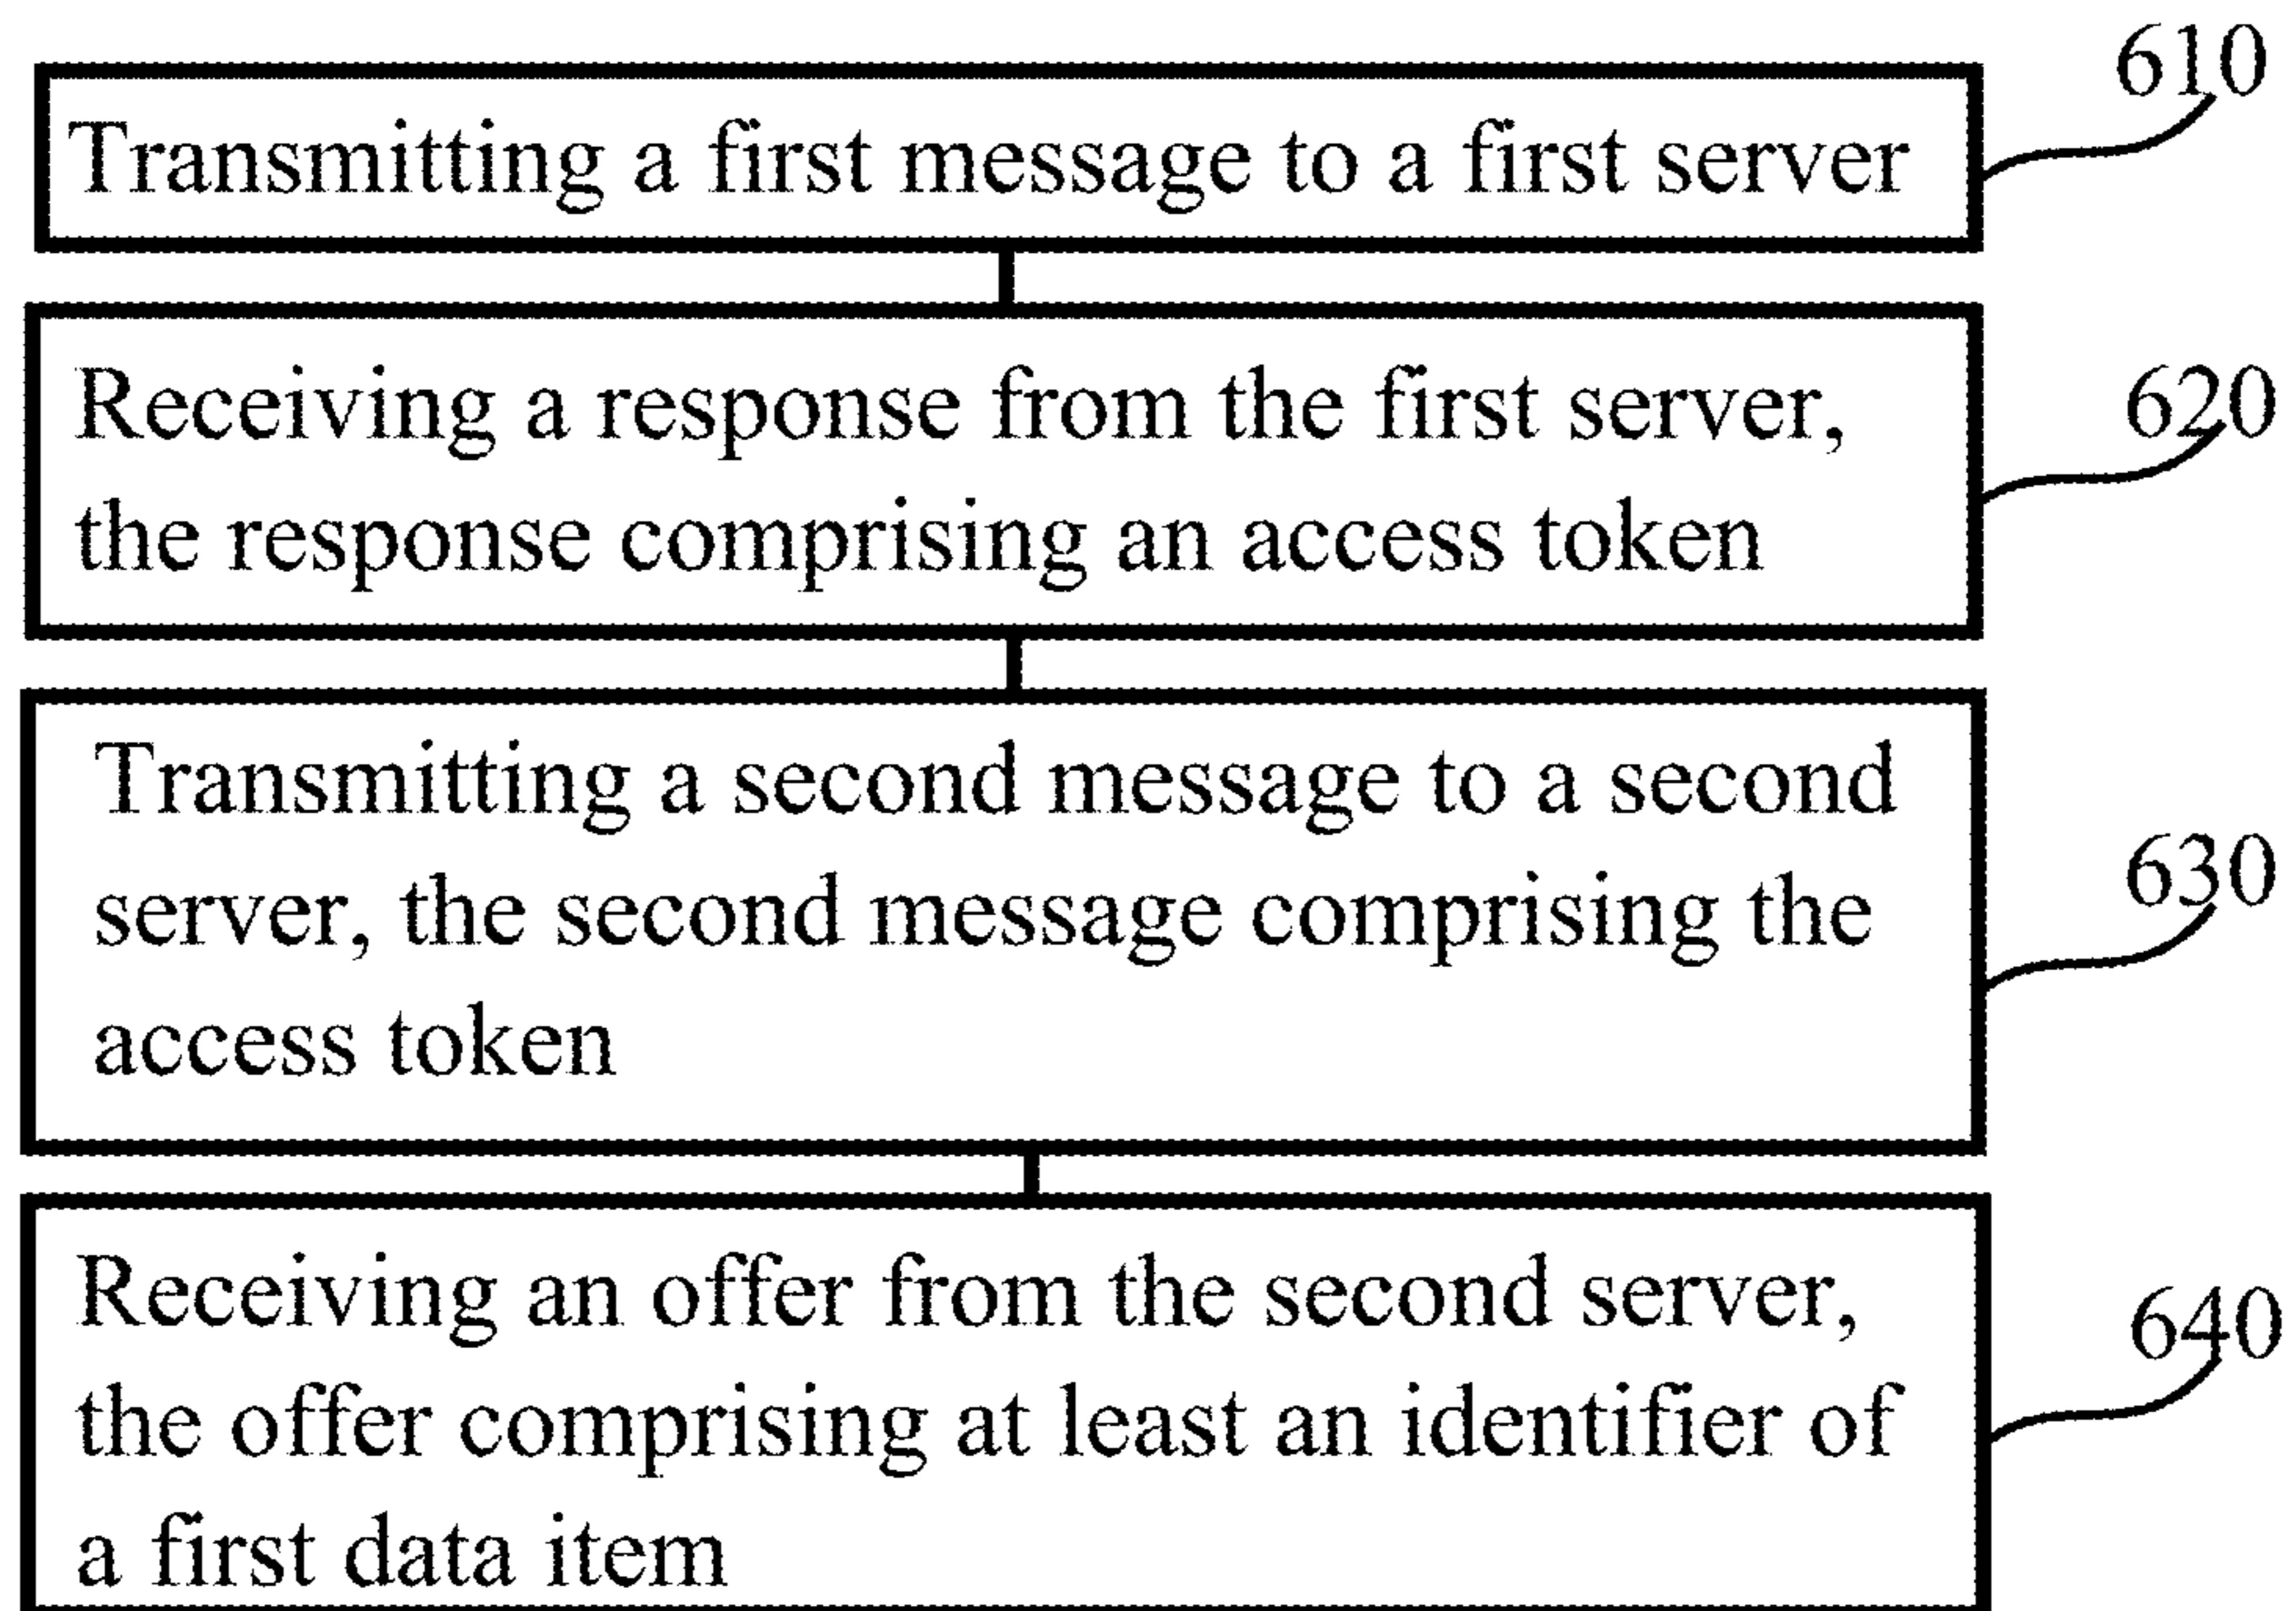 610
Transmitting a first message to a first server
620
Receiving a response from the first server,
the response comprising an access token
630
Transmitting a second message to a second
server, the second message comprising the
access token
640
Receiving an offer from the second server,
the offer comprising at least an identifier of
a first data item